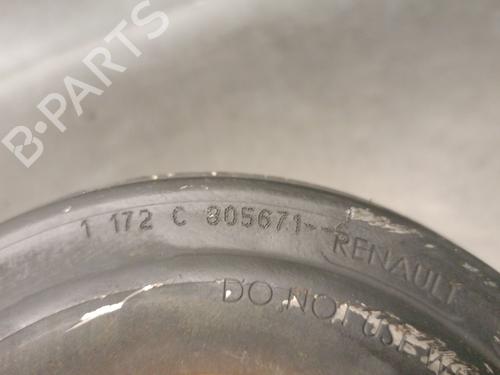 B-PARTS
1 172 C 805671--
RENAULT
DO NOT USE W